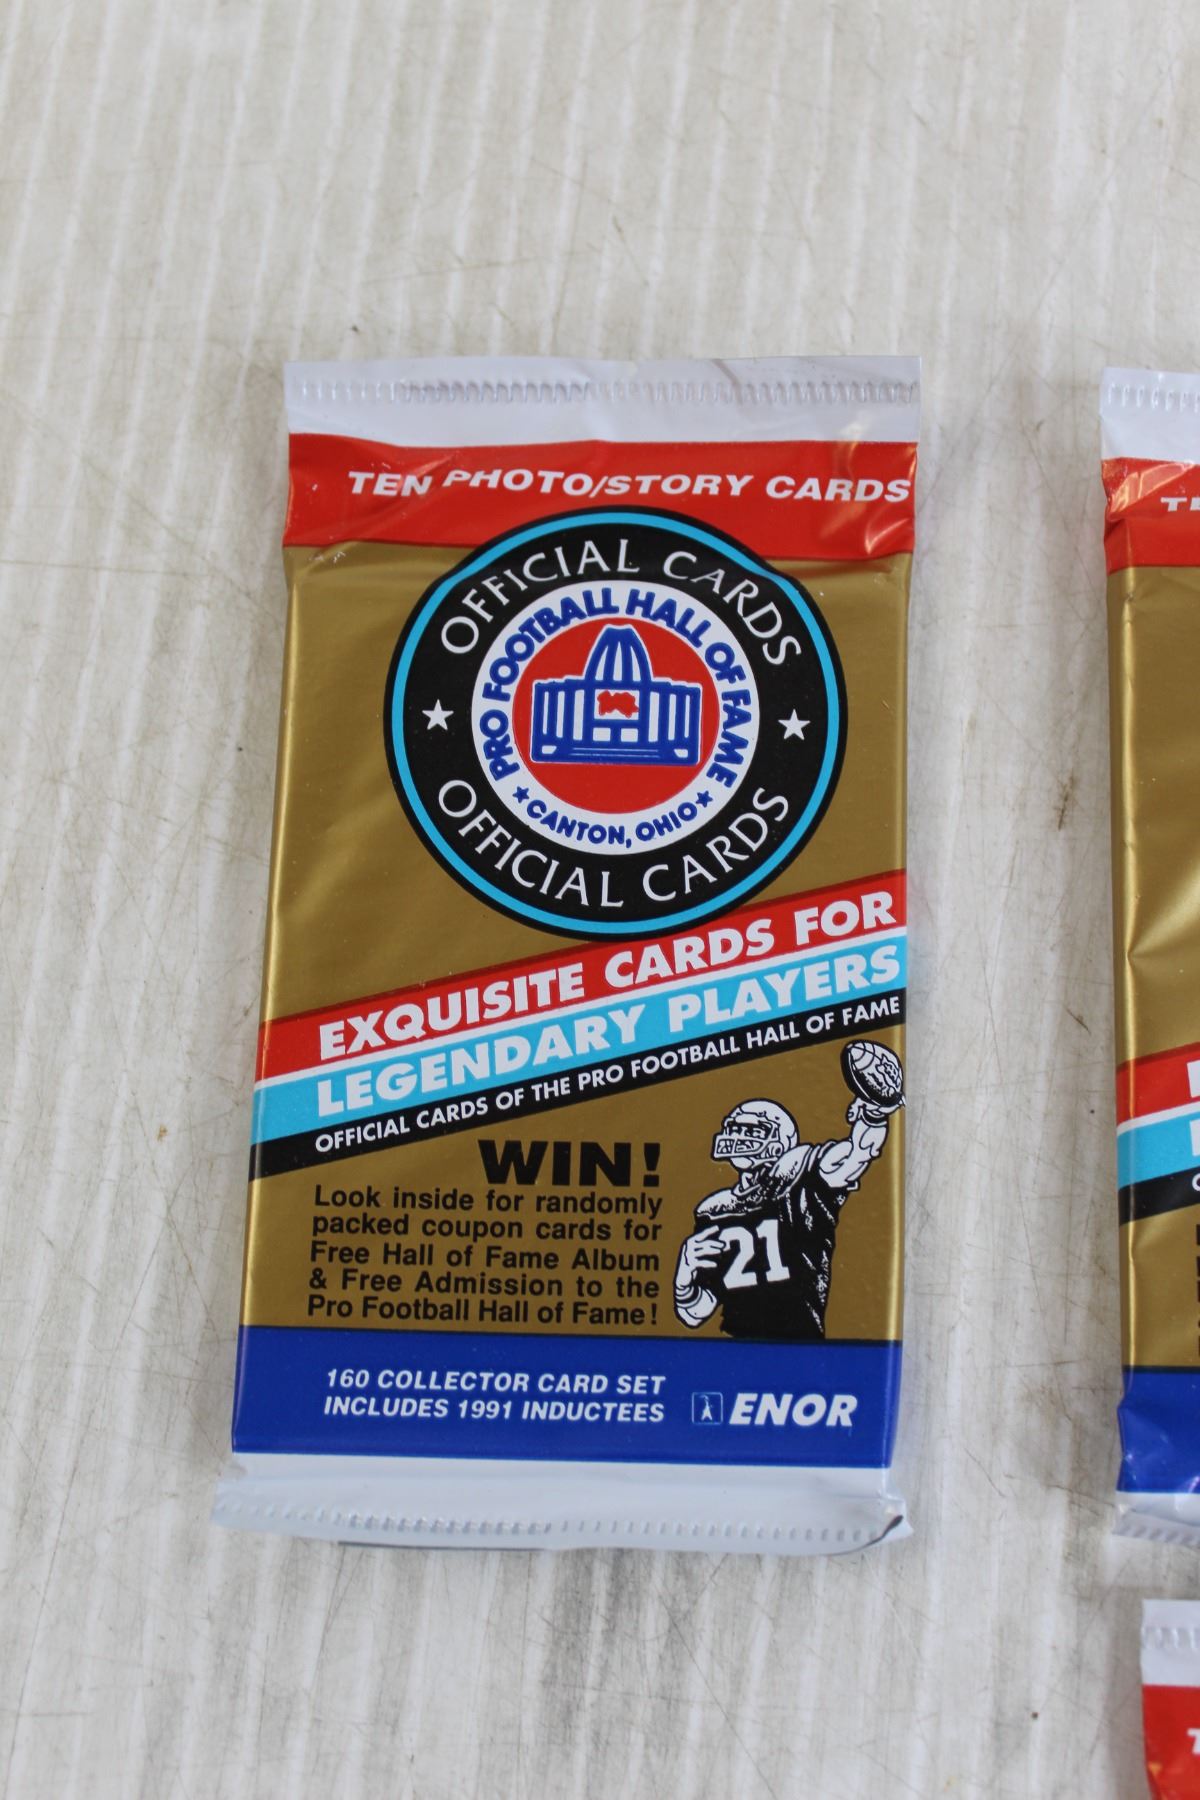 TEN PHOTO/STORY CARDS
OFFICIAL CARDS
PRO FOOTBALL HALL OF FAME
★ CANTON, OHIO ★
OFFICIAL CARDS
EXQUISITE CARDS FOR
LEGENDARY PLAYERS
OFFICIAL CARDS OF THE PRO FOOTBALL HALL OF FAME
WIN!
Look inside for randomly
packed coupon cards for
Free Hall of Fame Album
& Free Admission to the
Pro Football Hall of Fame!
21
160 COLLECTOR CARD SET
INCLUDES 1991 INDUCTEES
ENOR